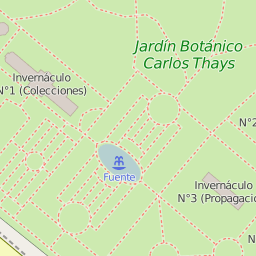 Jardín Botánico
Carlos Thays
Invernáculo
N°1 (Colecciones)
N°2
Fuente
Invernáculo
N°3 (Propagació